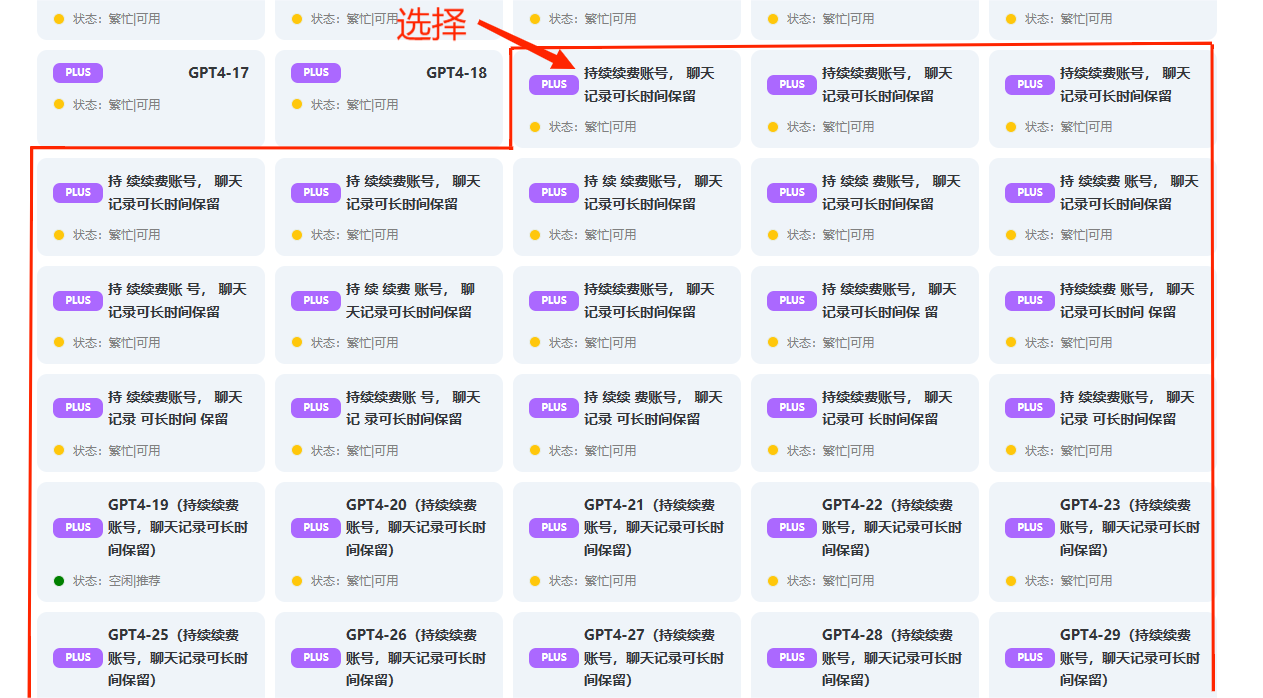 状态：繁忙|可用
状态：繁忙|可用
状态：繁忙|可用
状态：繁忙|可用
状态：繁忙|可用
选择
PLUS
GPT4-17
状态：繁忙|可用
PLUS
GPT4-18
状态：繁忙|可用
PLUS
持续续费账号， 聊天
记录可长时间保留
状态：繁忙|可用
PLUS
持续续费账号， 聊天
记录可长时间保留
状态：繁忙|可用
PLUS
持续续费账号， 聊天
记录可长时间保留
状态：繁忙|可用
PLUS
持 续续费账号， 聊天
记录可长时间保留
状态：繁忙|可用
PLUS
持 续续费账号， 聊天
记录可长时间保留
状态：繁忙|可用
PLUS
持 续 续费账号， 聊天
记录可长时间保留
状态：繁忙|可用
PLUS
持 续续 费账号， 聊天
记录可长时间保留
状态：繁忙|可用
PLUS
持 续续费 账号， 聊天
记录可长时间保留
状态：繁忙|可用
PLUS
持 续续费账 号， 聊天
记录可长时间保留
状态：繁忙|可用
PLUS
持 续 续费 账号， 聊
天记录可长时间保留
状态：繁忙|可用
PLUS
持续续费账号， 聊天
记录可长时间保留
状态：繁忙|可用
PLUS
持 续续费账号， 聊天
记录可长时间保 留
状态：繁忙|可用
PLUS
持续续费 账号， 聊天
记录可长时间 保留
状态：繁忙|可用
PLUS
持 续续费账号， 聊天
记录 可长时间 保留
状态：繁忙|可用
PLUS
持续续费账 号， 聊天
记 录可长时间保留
状态：繁忙|可用
PLUS
持 续续 费账号， 聊天
记录 可长时间保留
状态：繁忙|可用
PLUS
持续续费账号， 聊天
记录可 长时间保留
状态：繁忙|可用
PLUS
持 续续费账号， 聊天
记录 可长时间保留
状态：繁忙|可用
PLUS
GPT4-19（持续续费
账号，聊天记录可长时
间保留）
状态：空闲|推荐
PLUS
GPT4-20（持续续费
账号，聊天记录可长时
间保留）
状态：繁忙|可用
PLUS
GPT4-21（持续续费
账号，聊天记录可长时
间保留）
状态：繁忙|可用
PLUS
GPT4-22（持续续费
账号，聊天记录可长时
间保留）
状态：繁忙|可用
PLUS
GPT4-23（持续续费
账号，聊天记录可长时
间保留）
状态：繁忙|可用
PLUS
GPT4-25（持续续费
账号，聊天记录可长时
间保留）
PLUS
GPT4-26（持续续费
账号，聊天记录可长时
间保留）
PLUS
GPT4-27（持续续费
账号，聊天记录可长时
间保留）
PLUS
GPT4-28（持续续费
账号，聊天记录可长时
间保留）
PLUS
GPT4-29（持续续费
账号，聊天记录可长时
间保留）